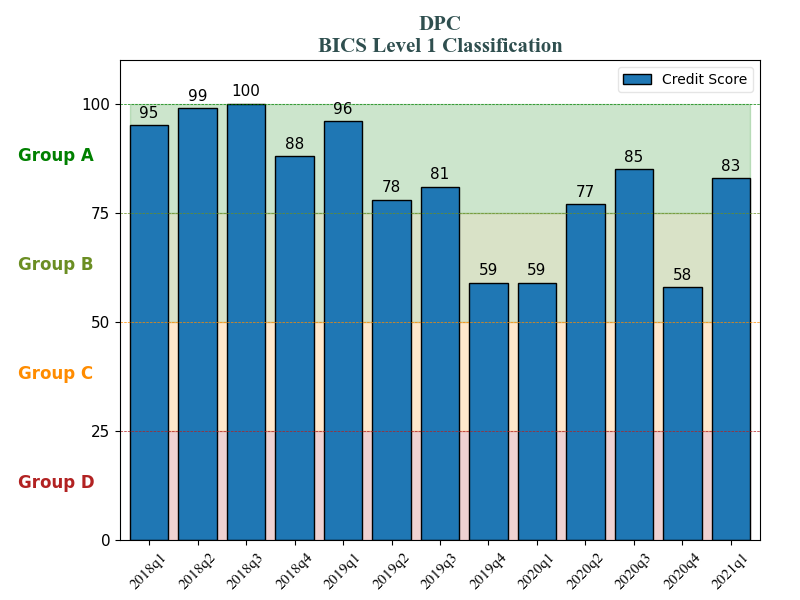 DPC
BICS Level 1 Classification
Credit Score
100
75
50
25
0
Group A
Group B
Group C
Group D
95
99
100
88
96
78
81
59
59
77
85
58
83
2018q1
2018q2
2018q3
2018q4
2019q1
2019q2
2019q3
2019q4
2020q1
2020q2
2020q3
2020q4
2021q1